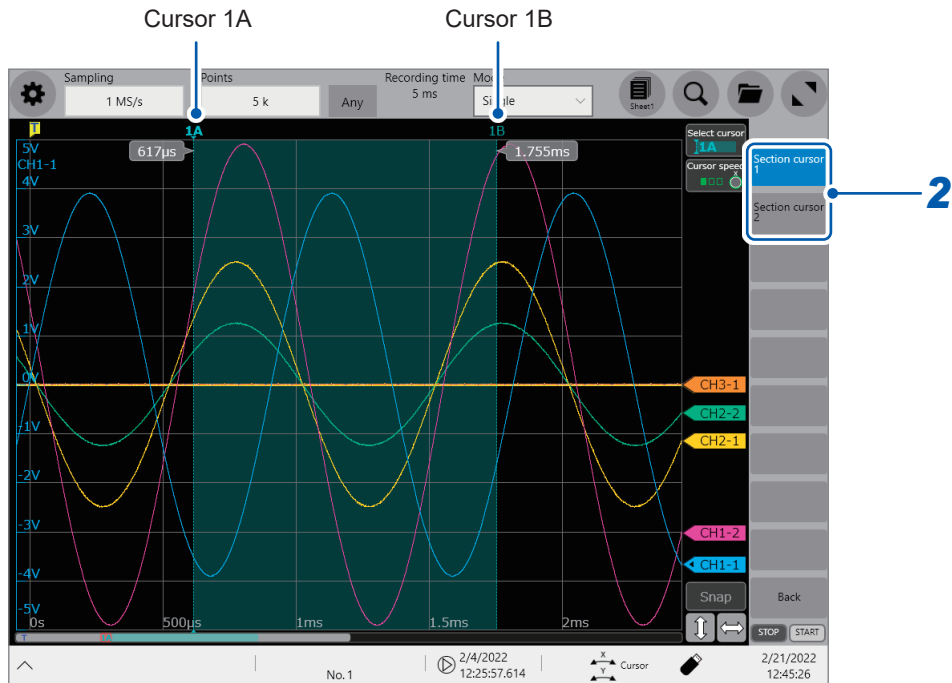 Cursor 1A
Cursor 1B
Sampling
Points
Recording time
Mo
1 MS/s
5 k
Any
5 ms
Si le
Sheet1
T
1A
1B
Select cursor
1A
5V
CH1-1
617µs
1.755ms
Section cursor
1
Cursor speed
X
2
4V
Section cursor
2
3V
2V
1V
0V
CH3-1
CH2-2
-1V
CH2-1
-2V
-3V
CH1-2
CH1-1
-4V
Snap
Back
-5V
0s
500µs
1ms
1.5ms
2ms
T
STOP
START
No. 1
2/4/2022
12:25:57.614
X
Y
Cursor
2/21/2022
12:45:26